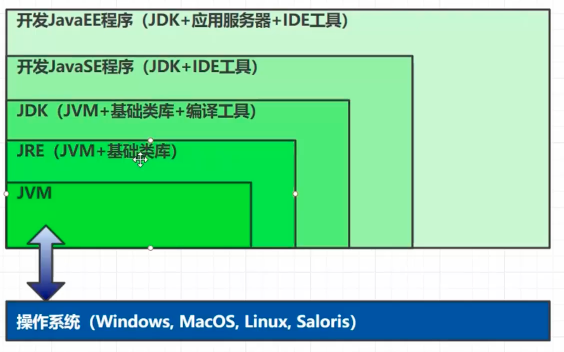 开发JavaEE程序（JDK+应用服务器+IDE工具）
开发JavaSE程序（JDK+IDE工具）
JDK（JVM+基础类库+编译工具）
JRE（JVM+基础类库）
JVM
操作系统（Windows, MacOS, Linux, Saloris）